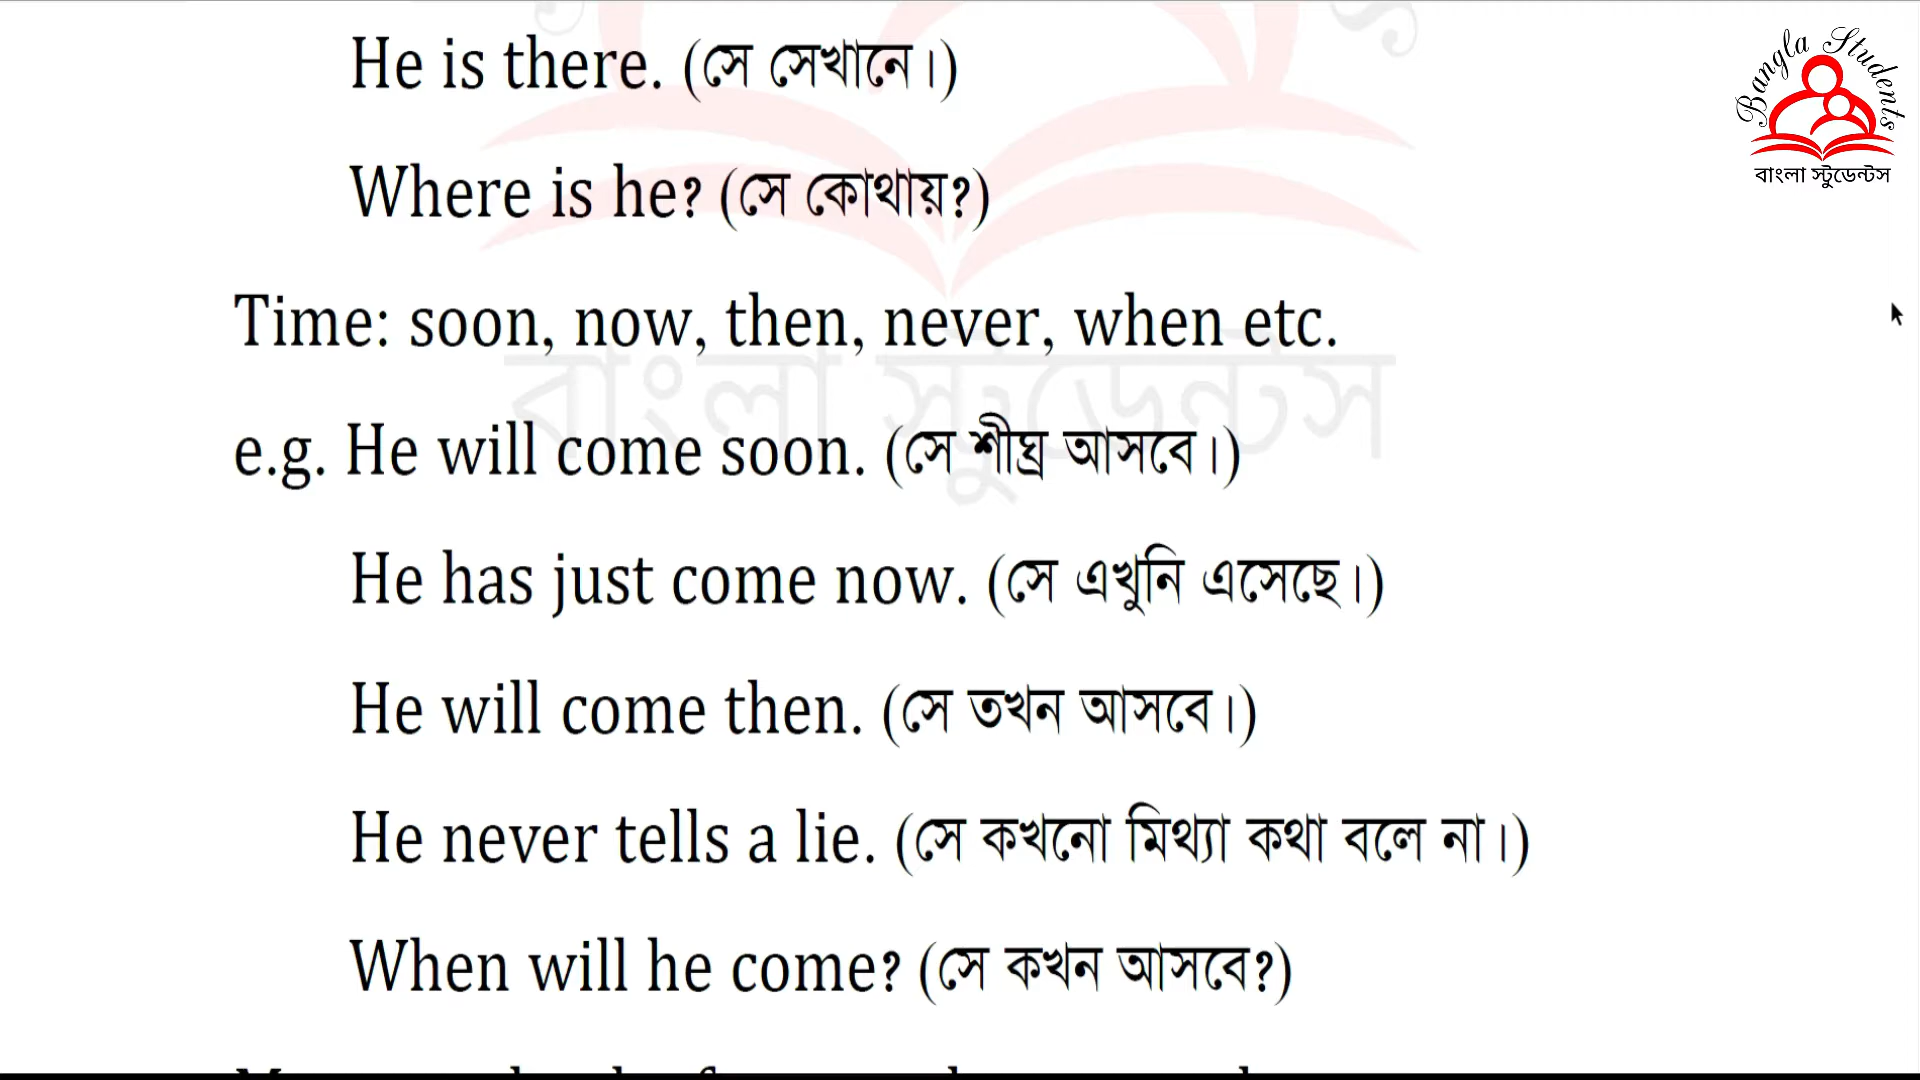 He is there. (সে সেখানে।)
Bangla Students
বাংলা স্টুডেন্টস
Where is he? (সে কোথায়?)
Time: soon, now, then, never, when etc.
বাংলা স্টুডেন্টস
e.g. He will come soon. (সে শীঘ্র আসবে।)
He has just come now. (সে এখুনি এসেছে।)
He will come then. (সে তখন আসবে।)
He never tells a lie. (সে কখনো মিথ্যা কথা বলে না।)
When will he come? (সে কখন আসবে?)